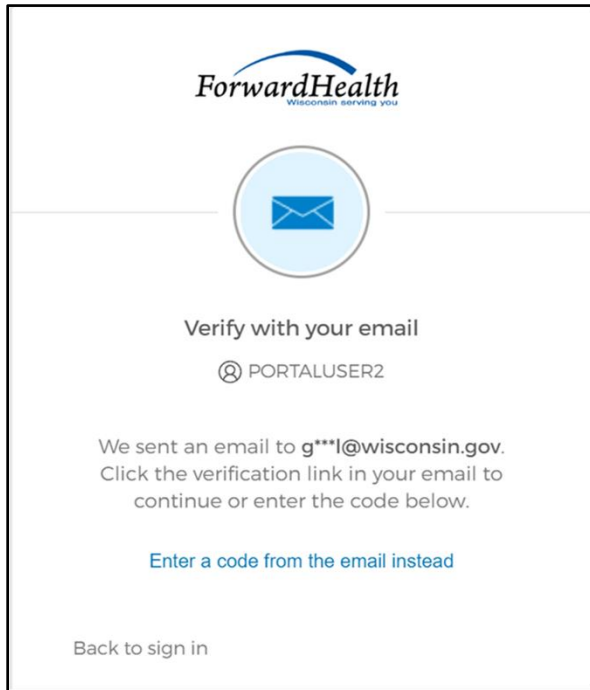 ForwardHealth
Wisconsin serving you
Verify with your email
PORTALUSER2
We sent an email to g***l@wisconsin.gov.
Click the verification link in your email to
continue or enter the code below.
Enter a code from the email instead
Back to sign in